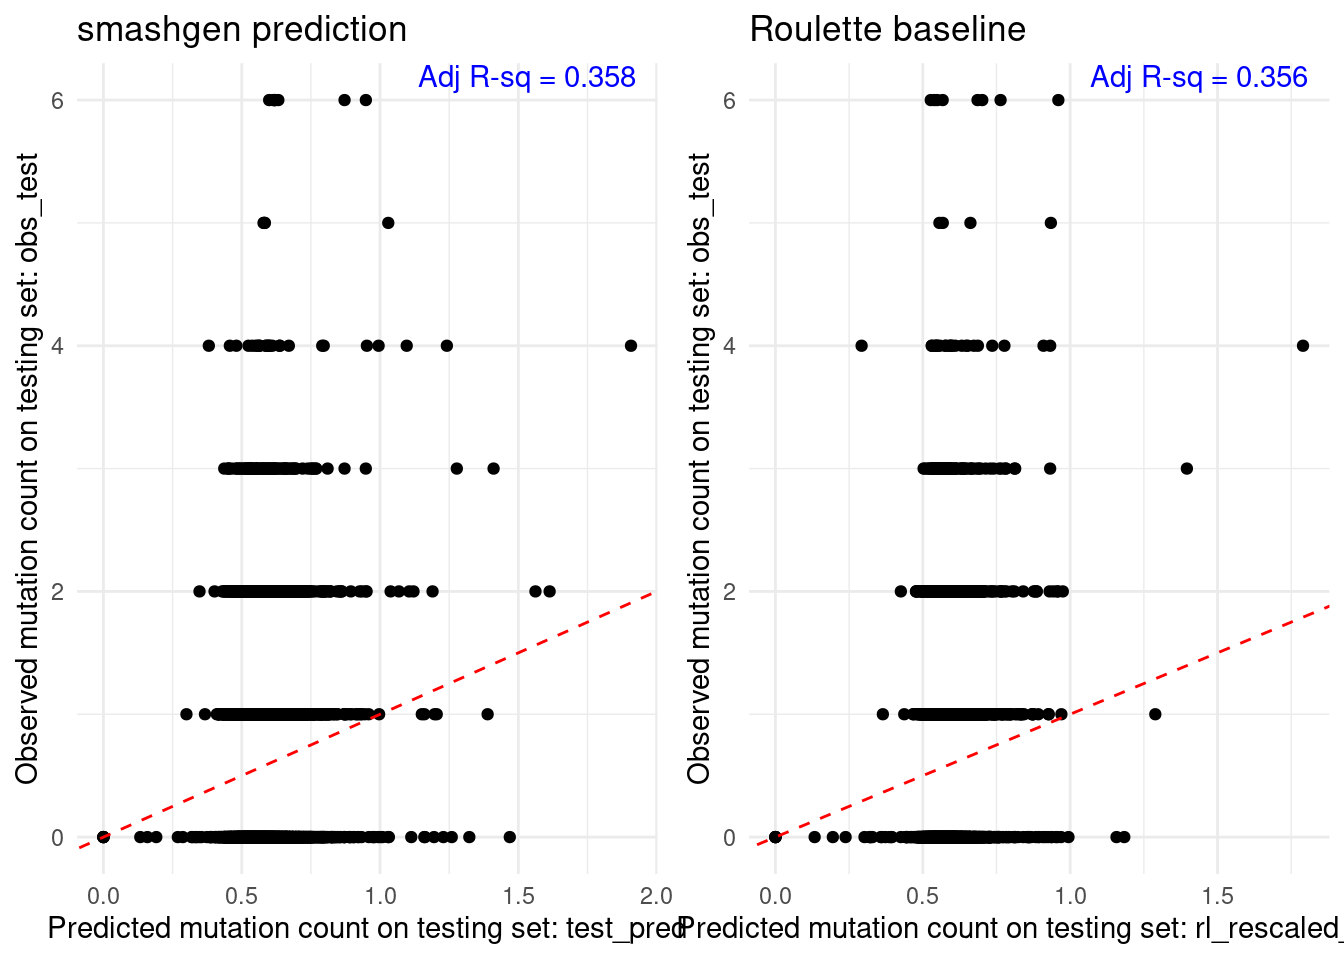 smashgen prediction
Adj R-sq = 0.358
Observed mutation count on testing set: obs_test
6
4
2
0
0.0 0.5 1.0 1.5 2.0
Predicted mutation count on testing set: test_pred
Roulette baseline
Adj R-sq = 0.356
Observed mutation count on testing set: obs_test
6
4
2
0
0.0 0.5 1.0 1.5
Predicted mutation count on testing set: rl_rescaled_